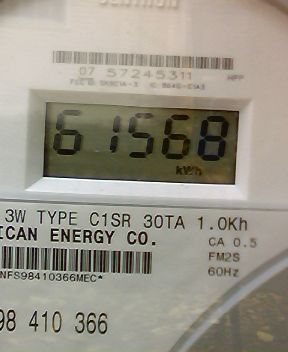 07 57245311 HPP
61568
kWh
3W TYPE C1SR 30TA 1.0Kh
ICAN ENERGY CO.
CA 0.5
FM2S
60Hz
NFS98410366MEC*
98 410 366